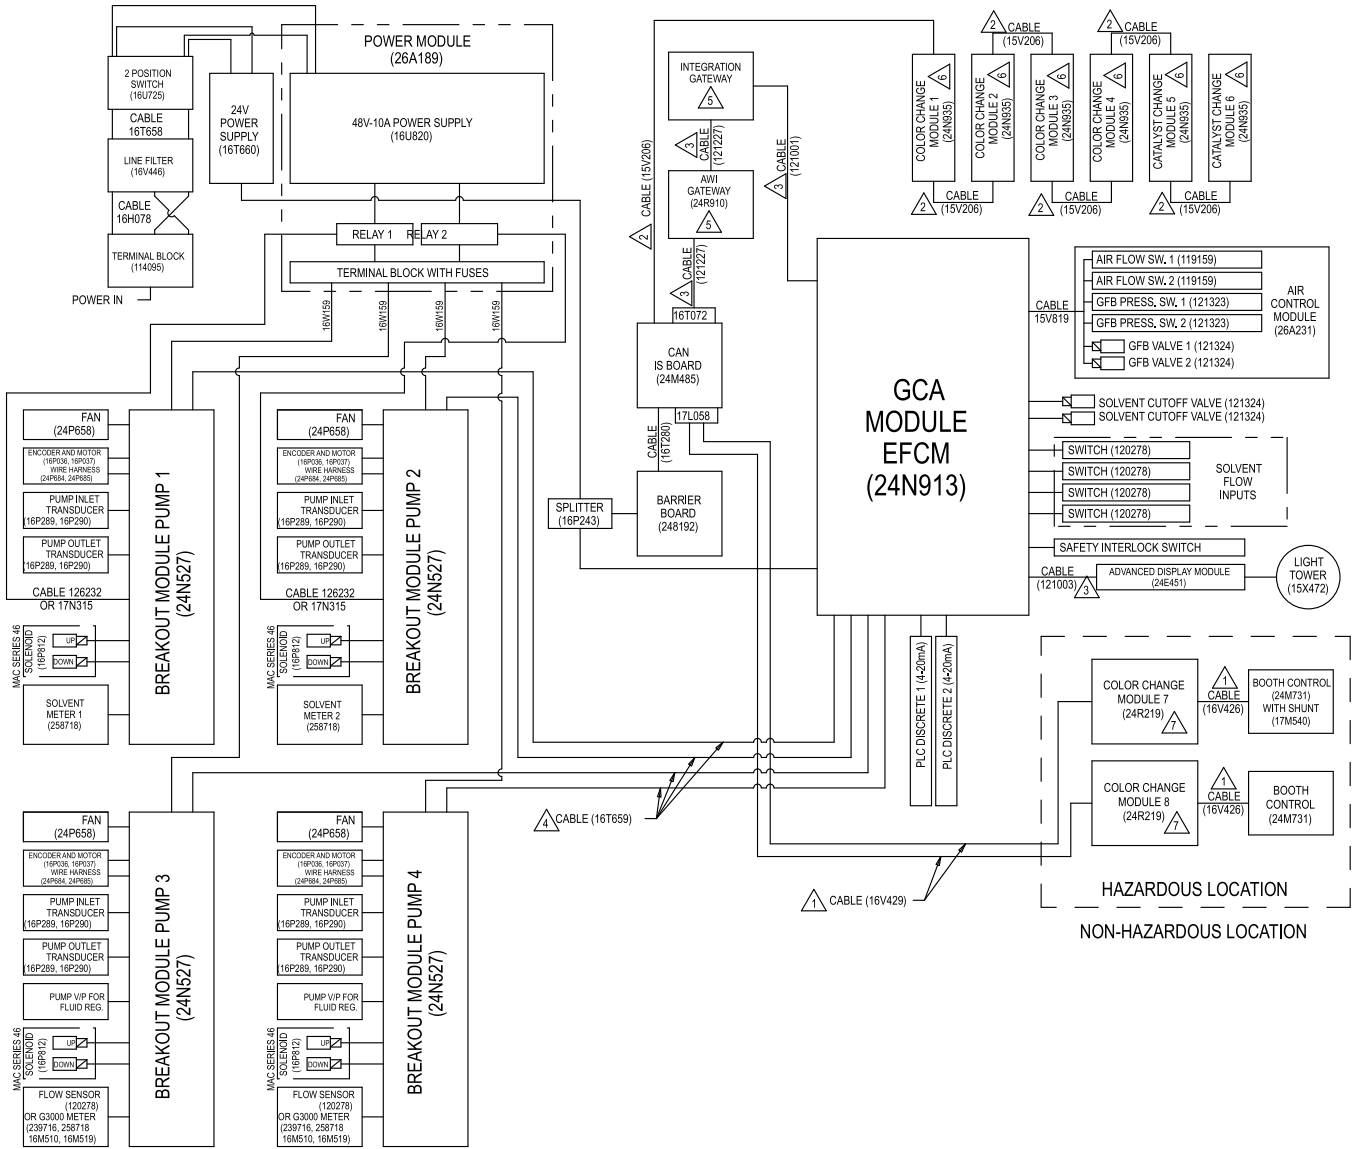 POWER MODULE
(26A189)
2 POSITION
SWITCH
(16U725)
CABLE
16T658
LINE FILTER
(16V446)
CABLE
16H078
TERMINAL BLOCK
(114095)
POWER IN
24V
POWER
SUPPLY
(16T660)
48V-10A POWER SUPPLY
(16U820)
RELAY 1
RELAY 2
TERMINAL BLOCK WITH FUSES
16W159
16W159
16W159
16W159
INTEGRATION
GATEWAY
5
3
CABLE
(121227)
AWI
GATEWAY
(24R910)
5
3
CABLE
(121227)
3
CABLE
(121001)
2
CABLE (15V206)
16T072
CAN
IS BOARD
(24M485)
17L058
CABLE
(16T280)
BARRIER
BOARD
(248192)
SPLITTER
(16P243)
2
CABLE
(15V206)
2
CABLE
(15V206)
COLOR CHANGE
MODULE 1
(24N935)
6
COLOR CHANGE
MODULE 2
(24N935)
6
COLOR CHANGE
MODULE 3
(24N935)
6
COLOR CHANGE
MODULE 4
(24N935)
6
CATALYST CHANGE
MODULE 5
(24N935)
6
CATALYST CHANGE
MODULE 6
(24N935)
6
2
CABLE
(15V206)
2
CABLE
(15V206)
2
CABLE
(15V206)
GCA
MODULE
EFCM
(24N913)
CABLE
15V819
AIR FLOW SW. 1 (119159)
AIR FLOW SW. 2 (119159)
GFB PRESS. SW. 1 (121323)
GFB PRESS. SW. 2 (121323)
GFB VALVE 1 (121324)
GFB VALVE 2 (121324)
AIR
CONTROL
MODULE
(26A231)
SOLVENT CUTOFF VALVE (121324)
SOLVENT CUTOFF VALVE (121324)
SWITCH (120278)
SWITCH (120278)
SWITCH (120278)
SWITCH (120278)
SOLVENT
FLOW
INPUTS
SAFETY INTERLOCK SWITCH
CABLE
(121003)
3
ADVANCED DISPLAY MODULE
(24E451)
LIGHT
TOWER
(15X472)
PLC DISCRETE 1 (4-20mA)
PLC DISCRETE 2 (4-20mA)
COLOR CHANGE
MODULE 7
(24R219)
7
1
CABLE
(16V426)
BOOTH CONTROL
(24M731)
WITH SHUNT
(17M540)
COLOR CHANGE
MODULE 8
(24R219)
7
1
CABLE
(16V426)
BOOTH
CONTROL
(24M731)
HAZARDOUS LOCATION
NON-HAZARDOUS LOCATION
4
CABLE (16T659)
1
CABLE (16V429)
FAN
(24P658)
ENCODER AND MOTOR
(16P036, 16P037)
WIRE HARNESS
(24P684, 24P685)
PUMP INLET
TRANSDUCER
(16P289, 16P290)
PUMP OUTLET
TRANSDUCER
(16P289, 16P290)
CABLE 126232
OR 17N315
MAC SERIES 46
SOLENOID
(16P812)
UP
DOWN
SOLVENT
METER 1
(258718)
BREAKOUT MODULE PUMP 1
(24N527)
FAN
(24P658)
ENCODER AND MOTOR
(16P036, 16P037)
WIRE HARNESS
(24P684, 24P685)
PUMP INLET
TRANSDUCER
(16P289, 16P290)
PUMP OUTLET
TRANSDUCER
(16P289, 16P290)
CABLE 126232
OR 17N315
MAC SERIES 46
SOLENOID
(16P812)
UP
DOWN
SOLVENT
METER 2
(258718)
BREAKOUT MODULE PUMP 2
(24N527)
FAN
(24P658)
ENCODER AND MOTOR
(16P036, 16P037)
WIRE HARNESS
(24P684, 24P685)
PUMP INLET
TRANSDUCER
(16P289, 16P290)
PUMP OUTLET
TRANSDUCER
(16P289, 16P290)
PUMP V/P FOR
FLUID REG.
MAC SERIES 46
SOLENOID
(16P812)
UP
DOWN
FLOW SENSOR
(120278)
OR G3000 METER
(239716, 258718
16M510, 16M519)
BREAKOUT MODULE PUMP 3
(24N527)
FAN
(24P658)
ENCODER AND MOTOR
(16P036, 16P037)
WIRE HARNESS
(24P684, 24P685)
PUMP INLET
TRANSDUCER
(16P289, 16P290)
PUMP OUTLET
TRANSDUCER
(16P289, 16P290)
PUMP V/P FOR
FLUID REG.
MAC SERIES 46
SOLENOID
(16P812)
UP
DOWN
FLOW SENSOR
(120278)
OR G3000 METER
(239716, 258718
16M510, 16M519)
BREAKOUT MODULE PUMP 4
(24N527)